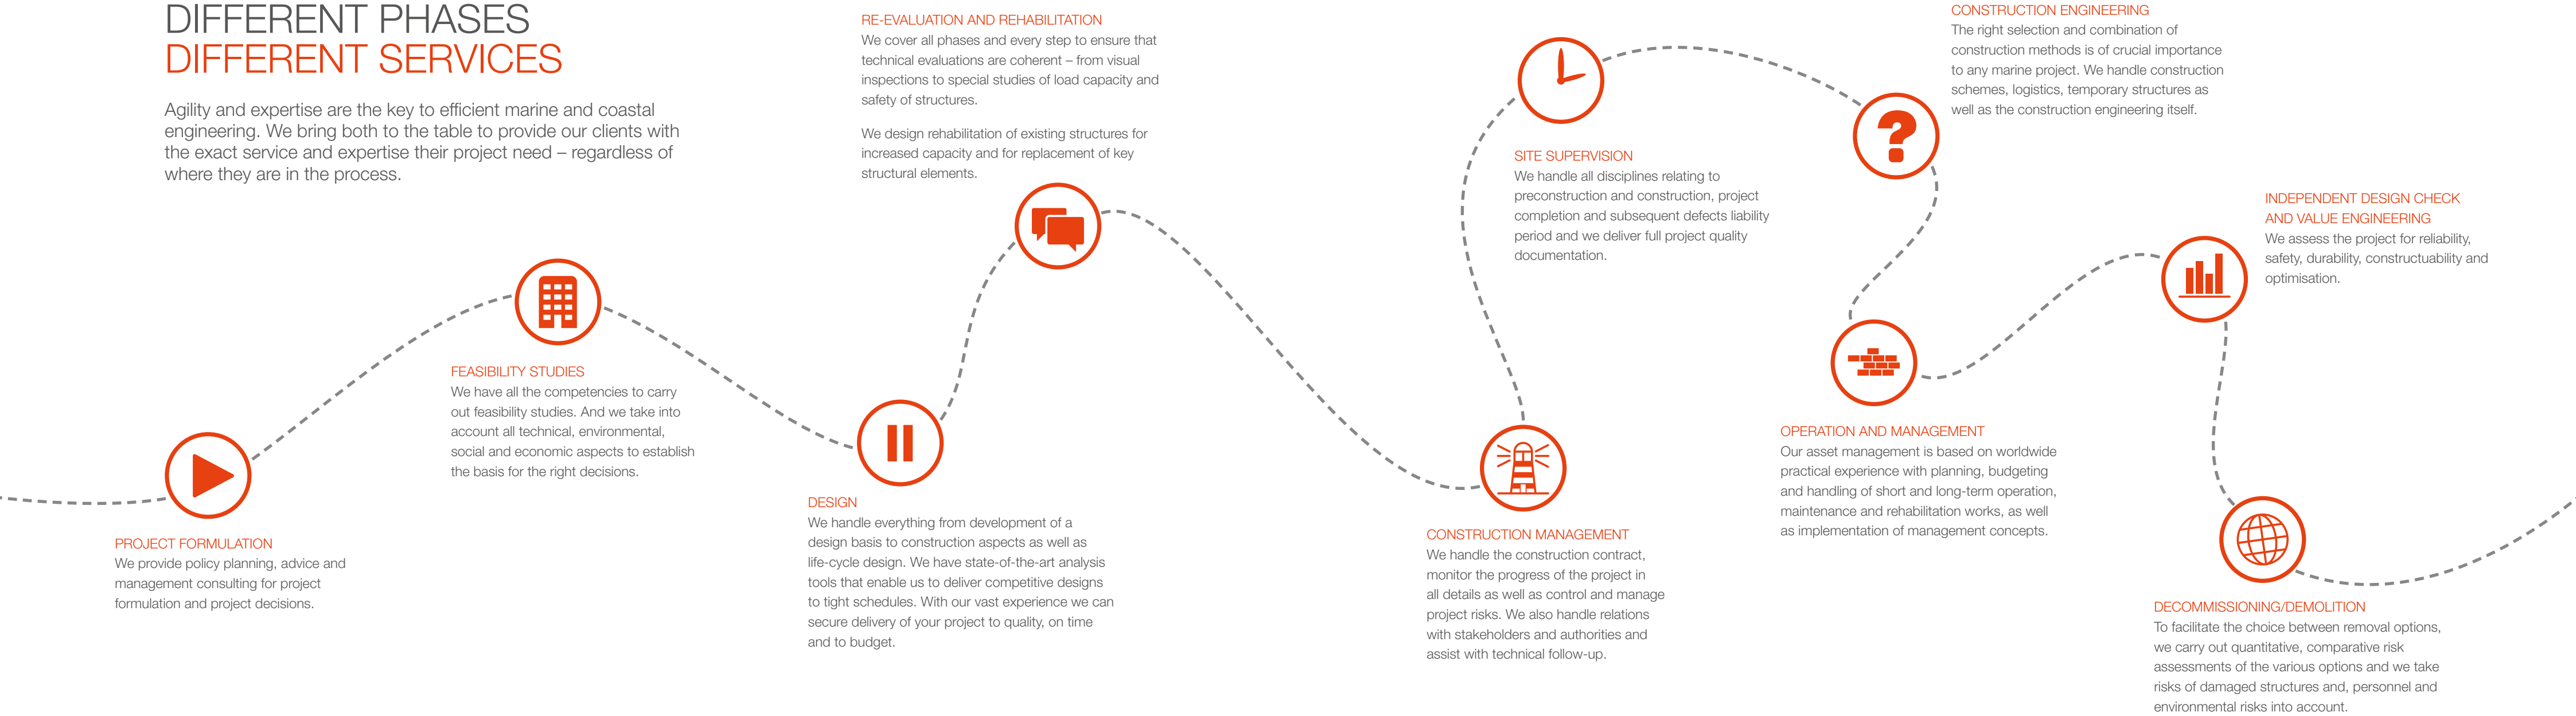 DIFFERENT PHASES
DIFFERENT SERVICES
Agility and expertise are the key to efficient marine and coastal
engineering. We bring both to the table to provide our clients with
the exact service and expertise their project need – regardless of
where they are in the process.
PROJECT FORMULATION
We provide policy planning, advice and
management consulting for project
formulation and project decisions.
FEASIBILITY STUDIES
We have all the competencies to carry
out feasibility studies. And we take into
account all technical, environmental,
social and economic aspects to establish
the basis for the right decisions.
DESIGN
We handle everything from development of a
design basis to construction aspects as well as
life-cycle design. We have state-of-the-art analysis
tools that enable us to deliver competitive designs
to tight schedules. With our vast experience we can
secure delivery of your project to quality, on time
and to budget.
RE-EVALUATION AND REHABILITATION
We cover all phases and every step to ensure that
technical evaluations are coherent – from visual
inspections to special studies of load capacity and
safety of structures.
We design rehabilitation of existing structures for
increased capacity and for replacement of key
structural elements.
CONSTRUCTION MANAGEMENT
We handle the construction contract,
monitor the progress of the project in
all details as well as control and manage
project risks. We also handle relations
with stakeholders and authorities and
assist with technical follow-up.
SITE SUPERVISION
We handle all disciplines relating to
preconstruction and construction, project
completion and subsequent defects liability
period and we deliver full project quality
documentation.
CONSTRUCTION ENGINEERING
The right selection and combination of
construction methods is of crucial importance
to any marine project. We handle construction
schemes, logistics, temporary structures as
well as the construction engineering itself.
?
OPERATION AND MANAGEMENT
Our asset management is based on worldwide
practical experience with planning, budgeting
and handling of short and long-term operation,
maintenance and rehabilitation works, as well
as implementation of management concepts.
INDEPENDENT DESIGN CHECK
AND VALUE ENGINEERING
We assess the project for reliability,
safety, durability, constructuability and
optimisation.
DECOMMISSIONING/DEMOLITION
To facilitate the choice between removal options,
we carry out quantitative, comparative risk
assessments of the various options and we take
risks of damaged structures and, personnel and
environmental risks into account.